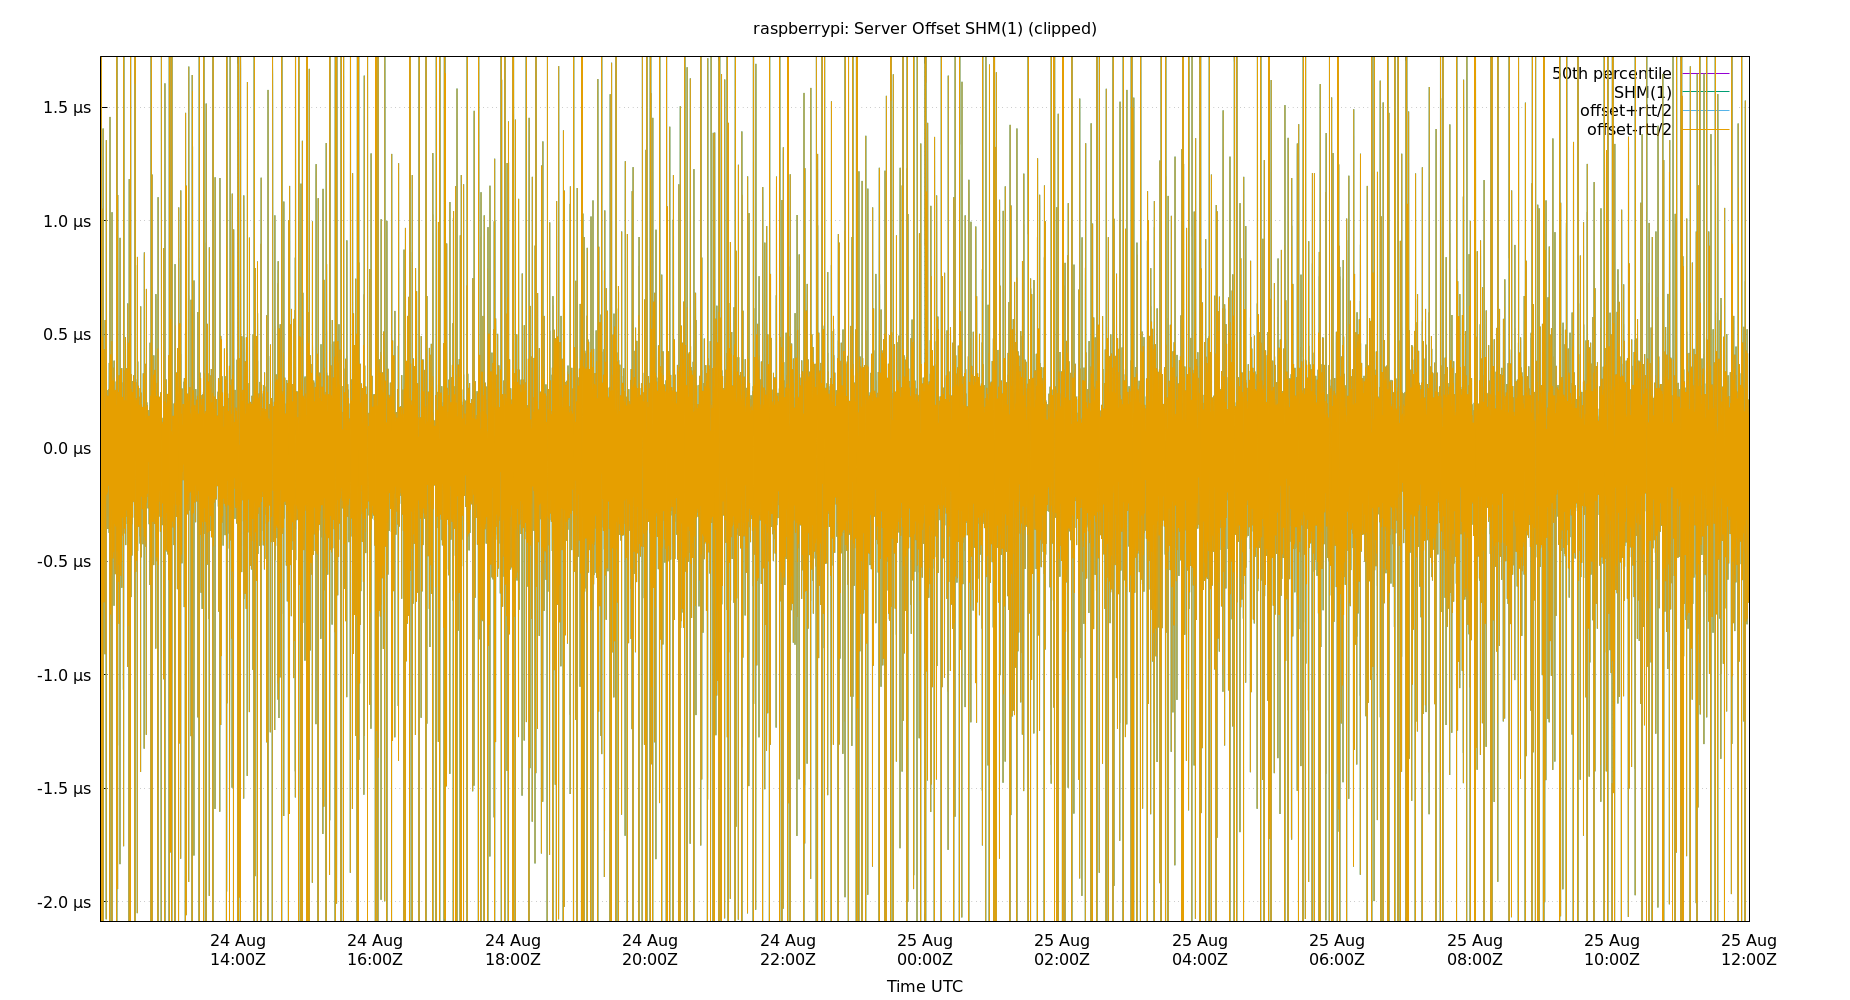 raspberrypi: Server Offset SHM(1) (clipped)
50th percentile
SHM(1)
offset+rtt/2
offset-rtt/2
1.5 µs
1.0 µs
0.5 µs
0.0 µs
-0.5 µs
-1.0 µs
-1.5 µs
-2.0 µs
24 Aug 24 Aug 24 Aug 24 Aug 24 Aug 25 Aug 25 Aug 25 Aug 25 Aug 25 Aug 25 Aug 25 Aug
14:00Z 16:00Z 18:00Z 20:00Z 22:00Z 00:00Z 02:00Z 04:00Z 06:00Z 08:00Z 10:00Z 12:00Z
Time UTC